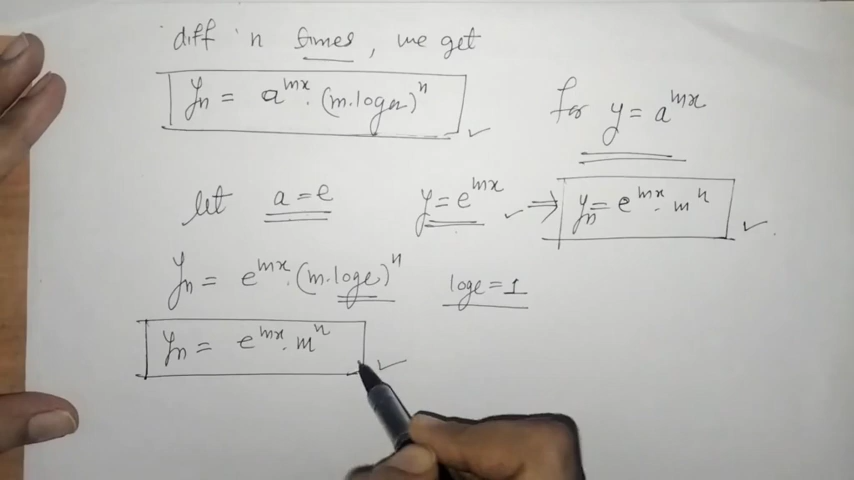 diff 'n times, we get
yₙ = a^mx · (m·loga)^n
for y = a^mx
let a = e y = e^mx ⇒ yₙ = e^mx · m^n
yₙ = e^mx · (m·loge)^n loge = 1
yₙ = e^mx · m^n